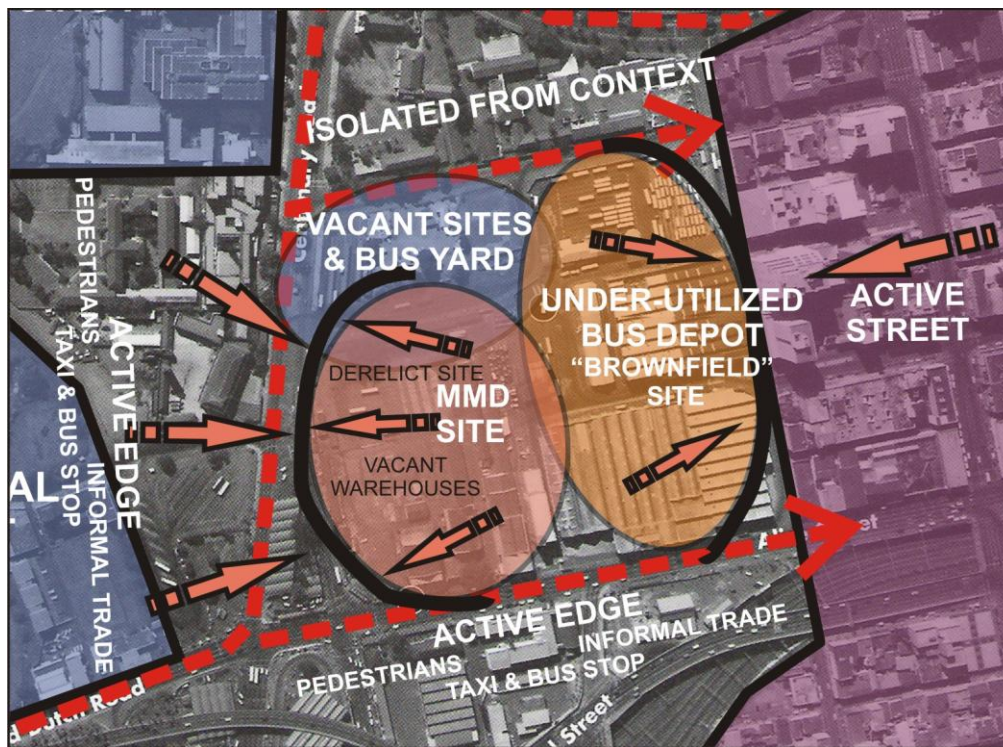 ISOLATED FROM CONTEXT
VACANT SITES
& BUS YARD
UNDER-UTILIZED
BUS DEPOT
“BROWNFIELD”
SITE
ACTIVE
STREET
DERELICT SITE
MMD
SITE
VACANT
WAREHOUSES
PEDESTRIANS
TAXI & BUS STOP
ACTIVE EDGE
INFORMAL TRADE
AL
ACTIVE EDGE
PEDESTRIANS
INFORMAL TRADE
TAXI & BUS STOP
Dutch Road
Street